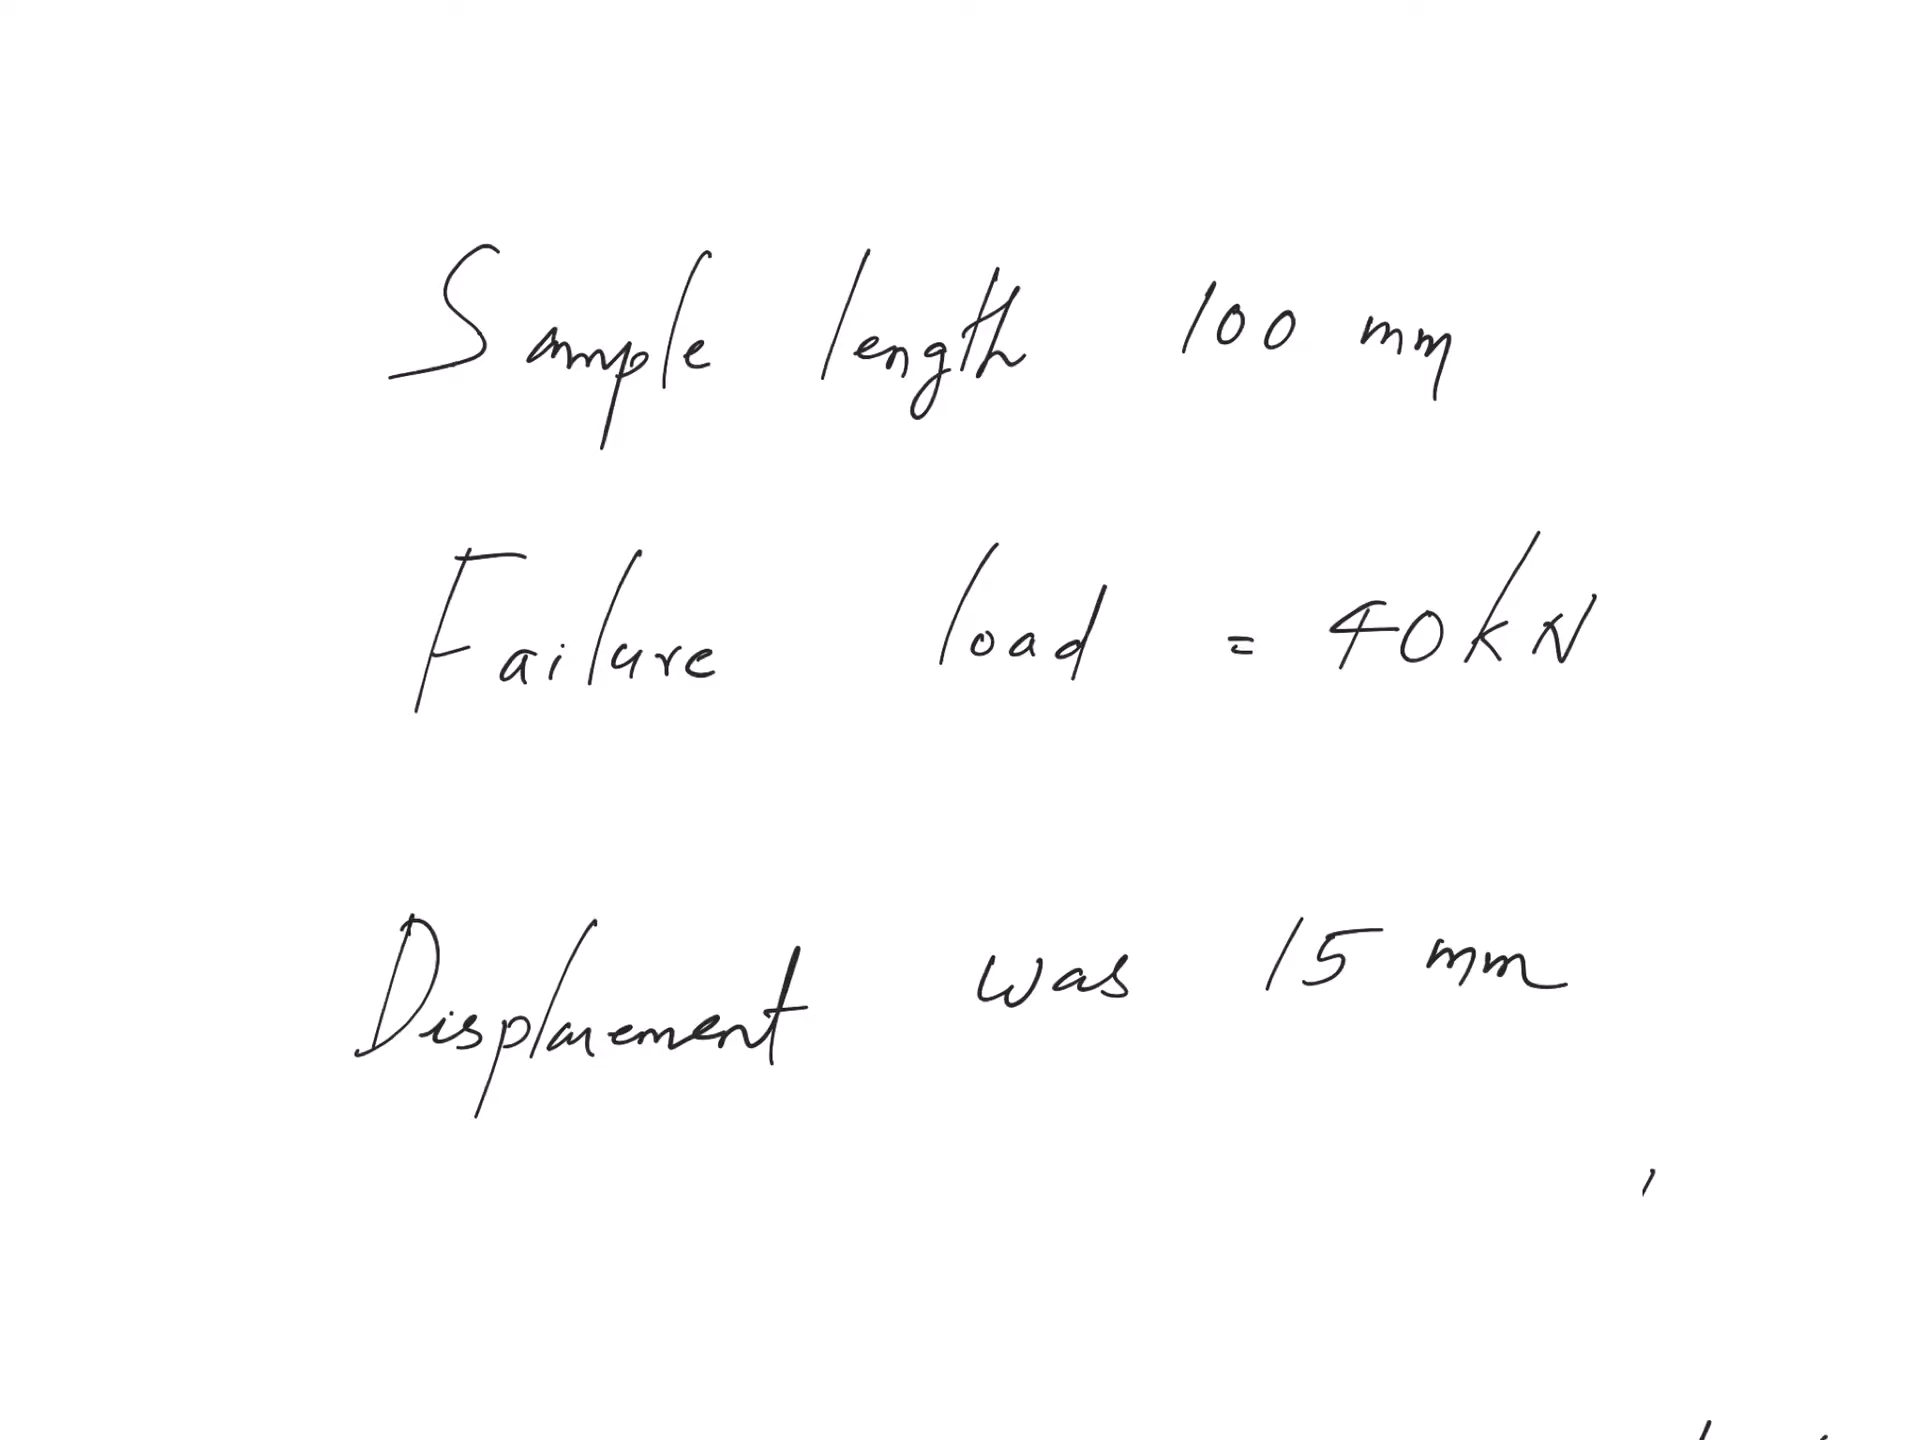 Sample length 100 mm
Failure load = 40kN
Displacement was 15 mm